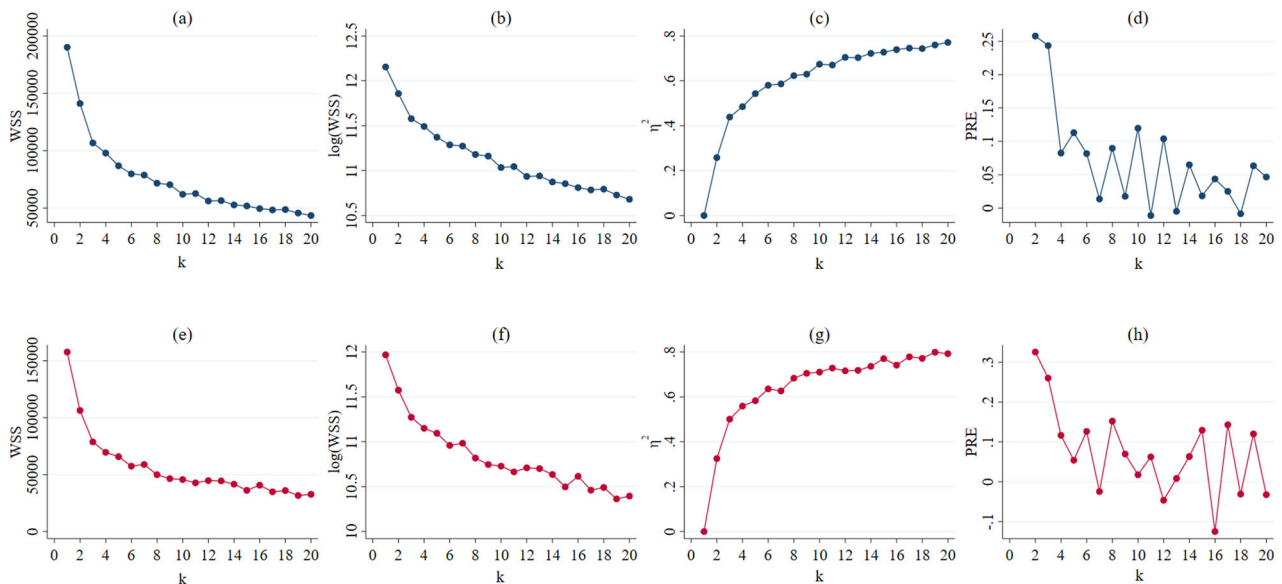 (a)
WSS
50000 100000 150000 200000
0 2 4 6 8 10 12 14 16 18 20
k
(b)
log(WSS)
10.5 11 11.5 12 12.5
0 2 4 6 8 10 12 14 16 18 20
k
(c)
η²
0 .2 .4 .6 .8
0 2 4 6 8 10 12 14 16 18 20
k
(d)
PRE
0 .05 .1 .15 .2 .25
0 2 4 6 8 10 12 14 16 18 20
k
(e)
WSS
0 50000 100000 150000
0 2 4 6 8 10 12 14 16 18 20
k
(f)
log(WSS)
10 10.5 11 11.5 12
0 2 4 6 8 10 12 14 16 18 20
k
(g)
η²
0 .2 .4 .6 .8
0 2 4 6 8 10 12 14 16 18 20
k
(h)
PRE
-.1 0 .1 .2 .3
0 2 4 6 8 10 12 14 16 18 20
k